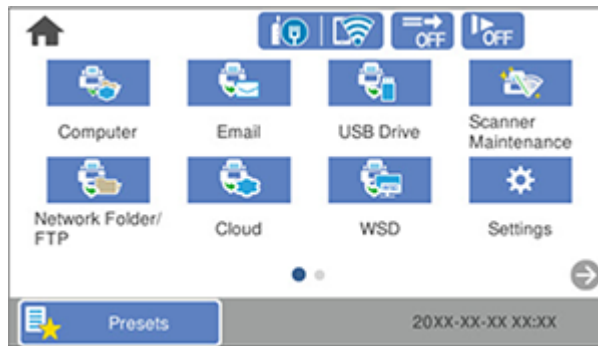 OFF
OFF
Computer
Email
USB Drive
Scanner
Maintenance
Network Folder/
FTP
Cloud
WSD
Settings
Presets
20XX-XX-XX XX:XX